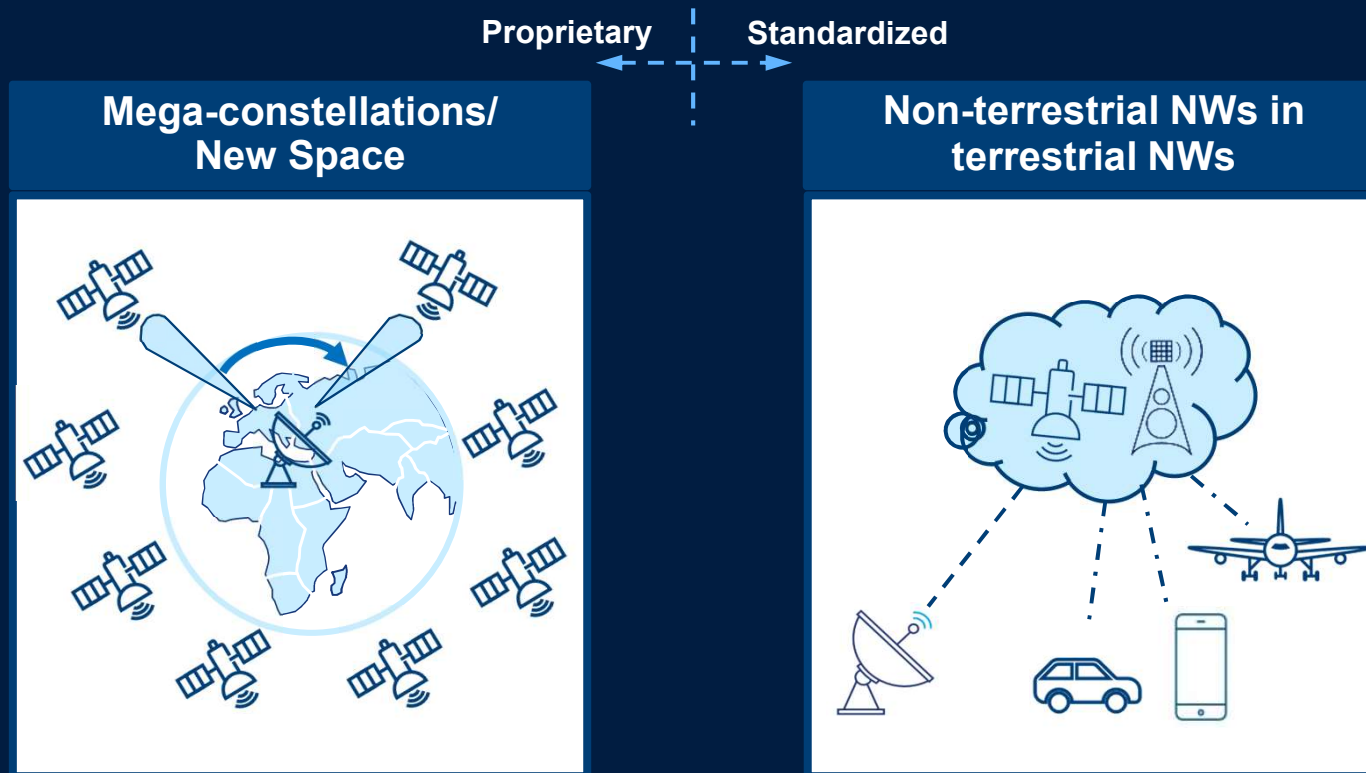 Proprietary
Standardized
Mega-constellations/
New Space
Non-terrestrial NWs in
terrestrial NWs